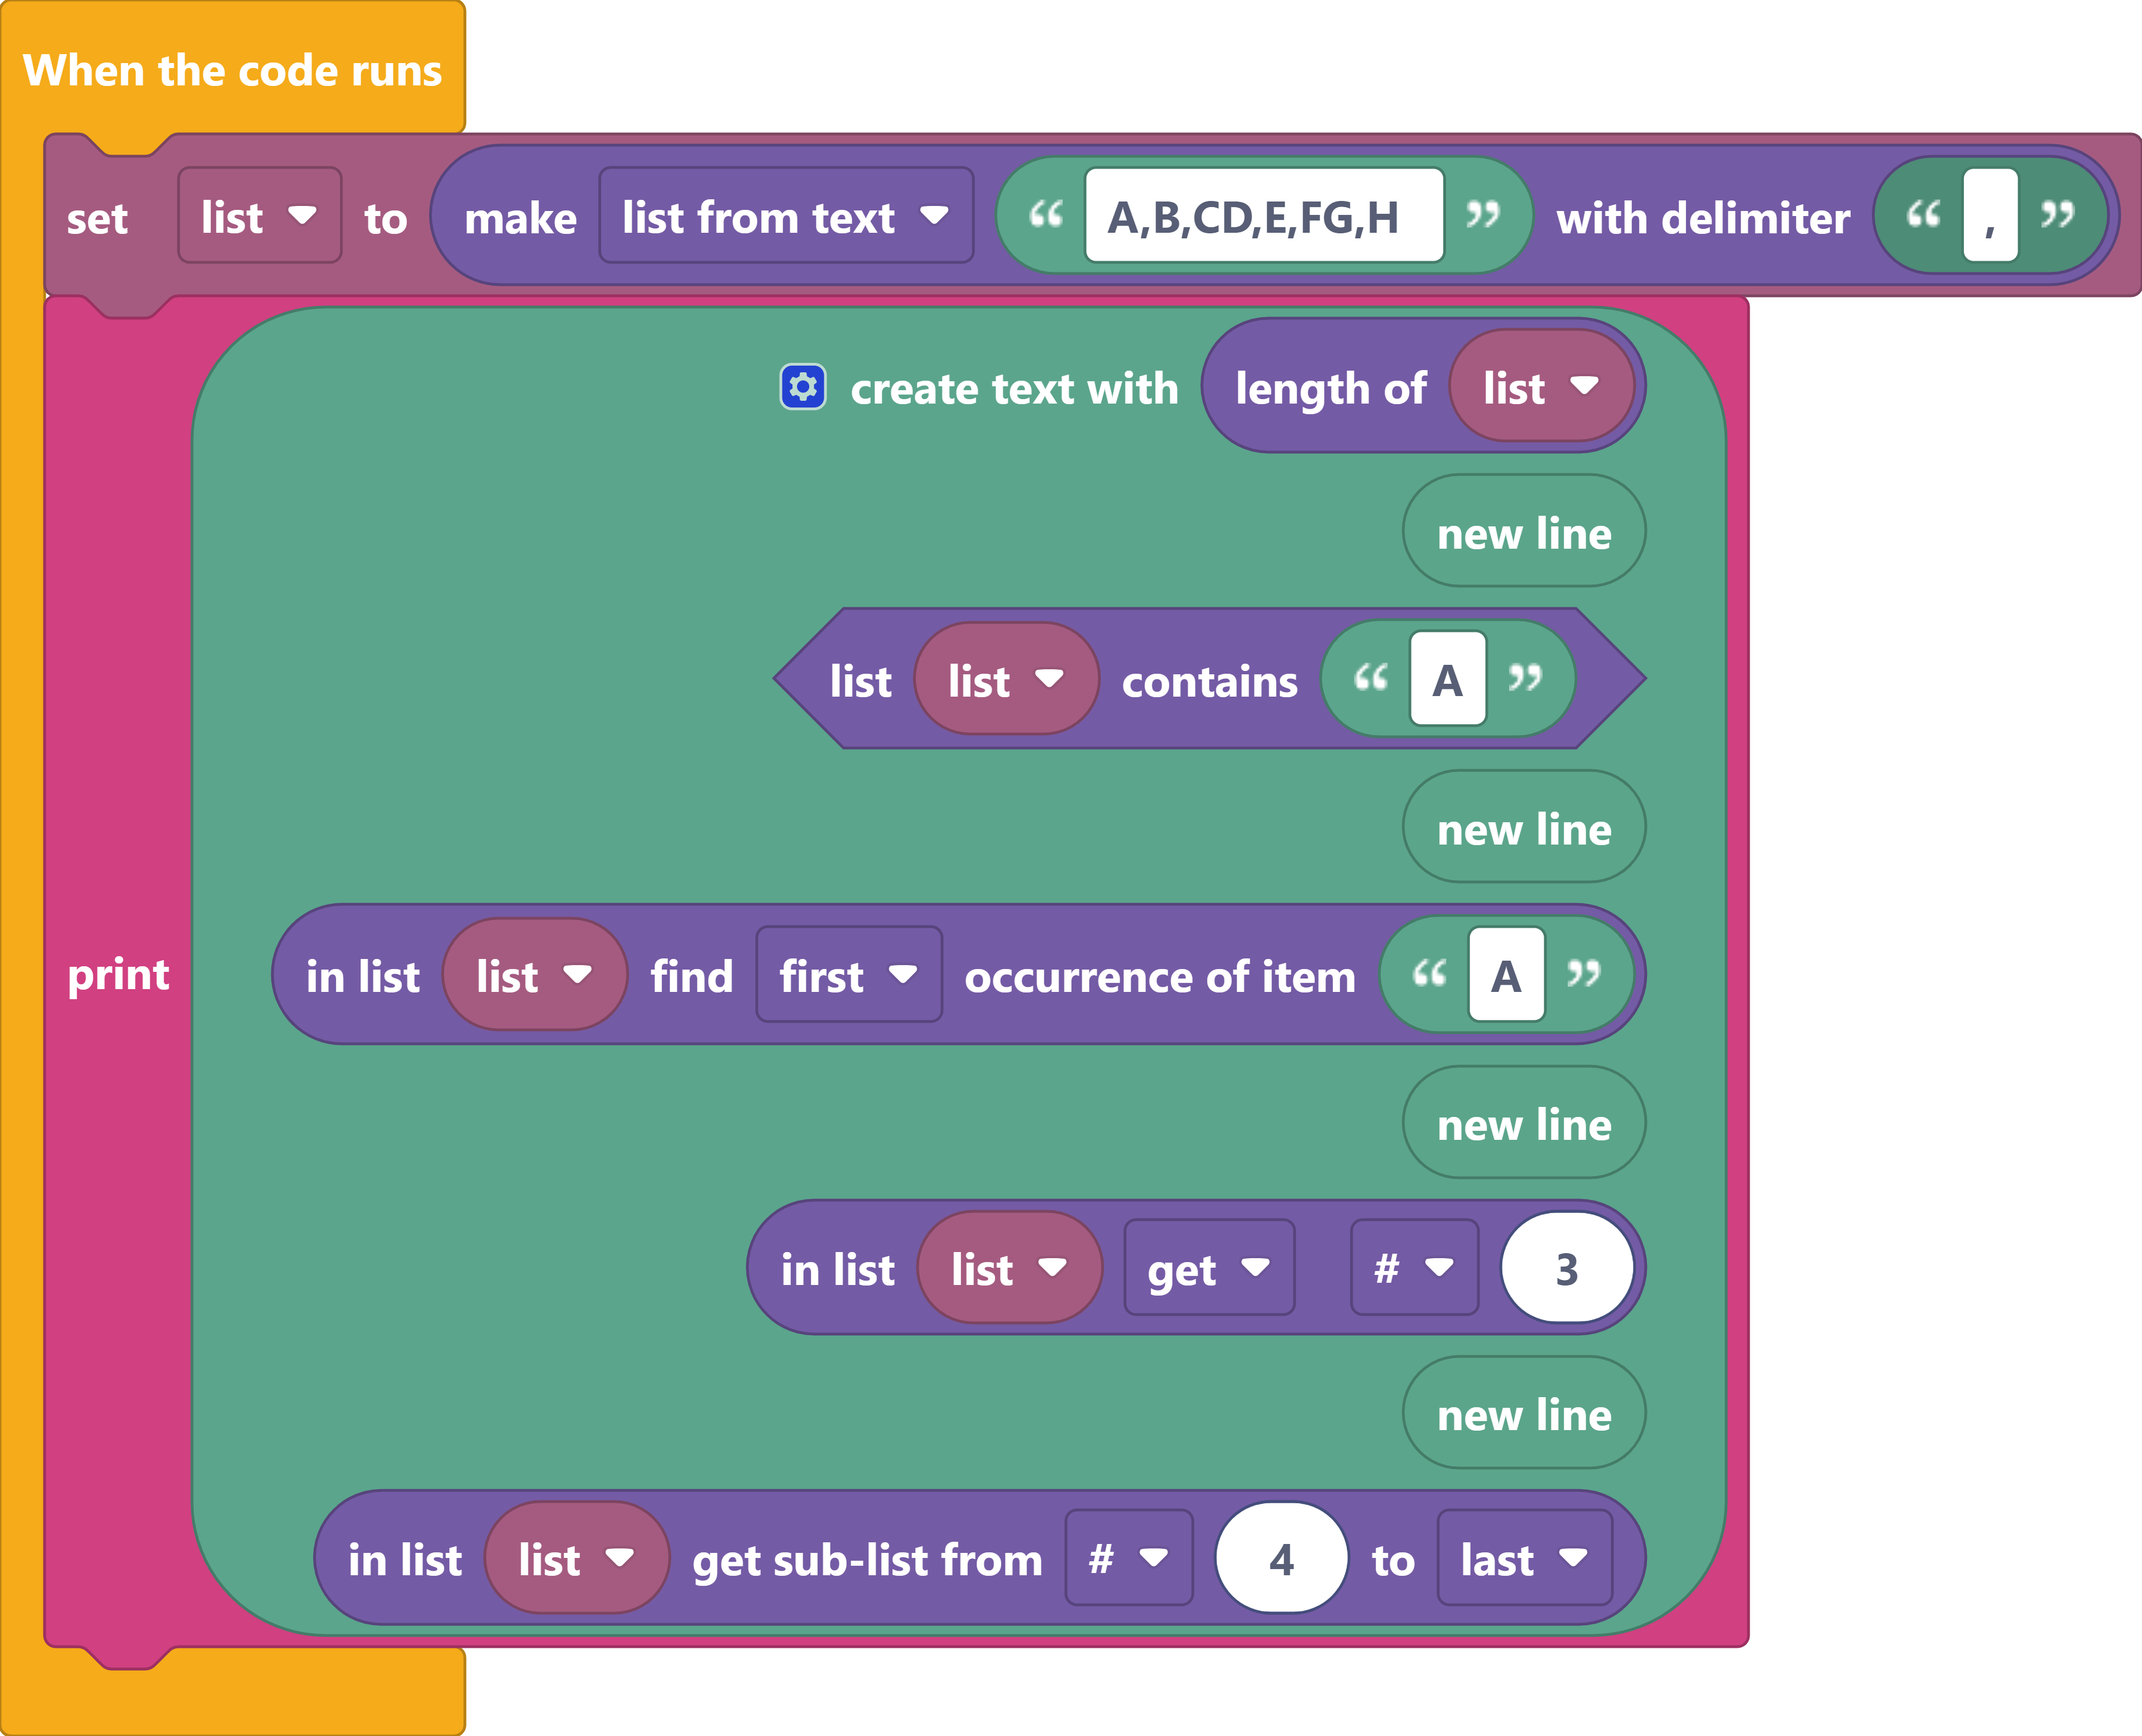 When the code runs
set list to make list from text “ A,B,CD,E,FG,H ” with delimiter “ , ”
create text with length of list
new line
list list contains “ A ”
new line
print in list list find first occurrence of item “ A ”
new line
in list list get # 3
new line
in list list get sub-list from # 4 to last